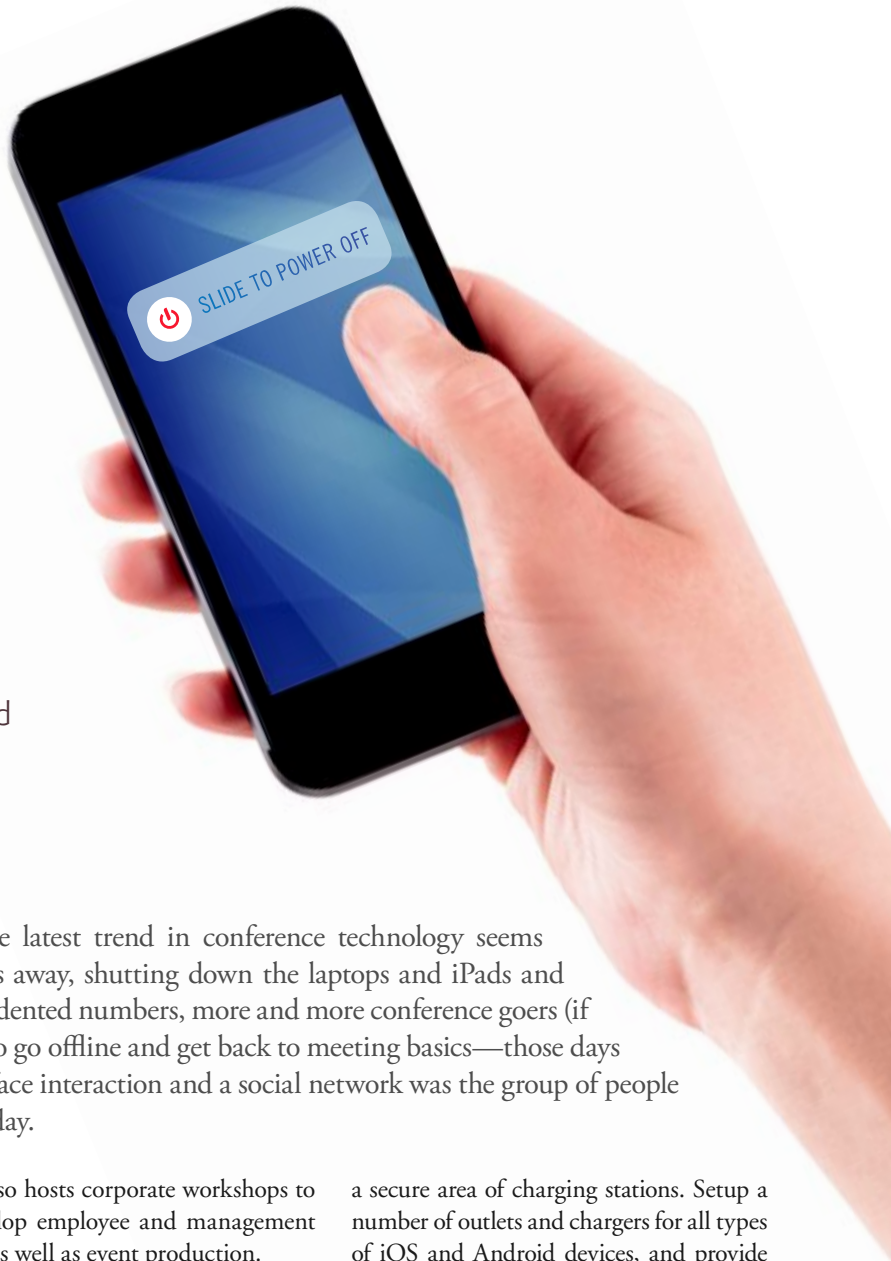 SLIDE TO POWER OFF
e latest trend in conference technology seems
s away, shutting down the laptops and iPads and
dented numbers, more and more conference goers (if
o go offline and get back to meeting basics—those days
face interaction and a social network was the group of people
day.
so hosts corporate workshops to
lop employee and management
s well as event production.
a secure area of charging stations. Setup a
number of outlets and chargers for all types
of iOS and Android devices, and provide